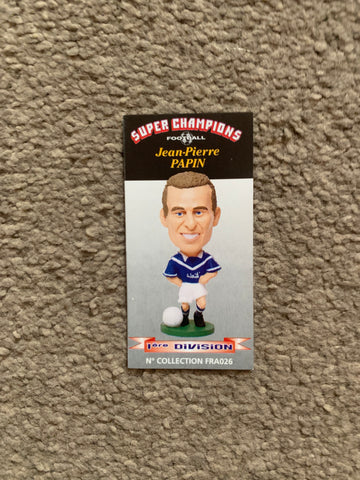 SUPER CHAMPIONS
FOOTBALL
Jean-Pierre
PAPIN
1ère DIVISION
N° COLLECTION FRA026